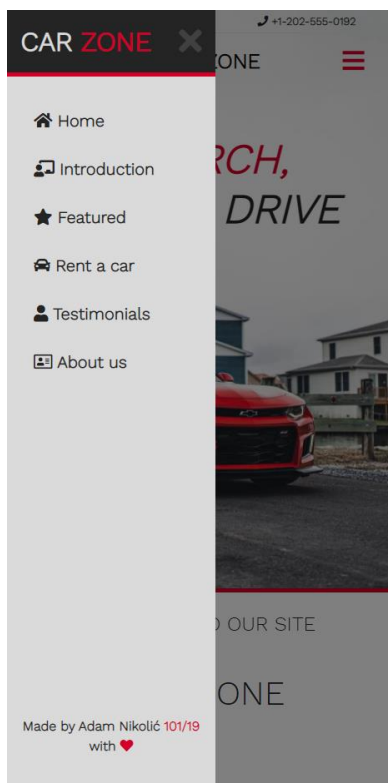 +1-202-555-0192
CAR ZONE
ZONE
Home
Introduction
Featured
Rent a car
Testimonials
About us
RCH,
DRIVE
O OUR SITE
ONE
Made by Adam Nikolić 101/19
with